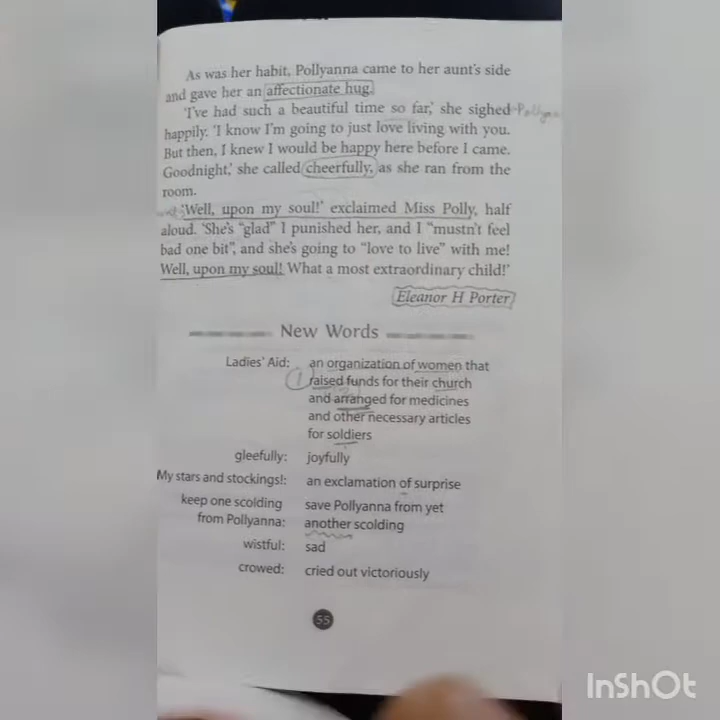 As was her habit, Pollyanna came to her aunt's side
and gave her an affectionate hug.
'I've had such a beautiful time so far,' she sighed Pollyanna
happily. 'I know I'm going to just love living with you.
But then, I knew I would be happy here before I came.
Goodnight,' she called cheerfully, as she ran from the
room.
'Well, upon my soul!' exclaimed Miss Polly, half
aloud. 'She's "glad" I punished her, and I "mustn't feel
bad one bit", and she's going to "love to live" with me!
Well, upon my soul! What a most extraordinary child!'
Eleanor H Porter
New Words
Ladies' Aid: an organization of women that
1 raised funds for their church
and arranged for medicines
and other necessary articles
for soldiers
gleefully: joyfully
My stars and stockings!: an exclamation of surprise
keep one scolding save Pollyanna from yet
from Pollyanna: another scolding
wistful: sad
crowed: cried out victoriously
55
InShOt